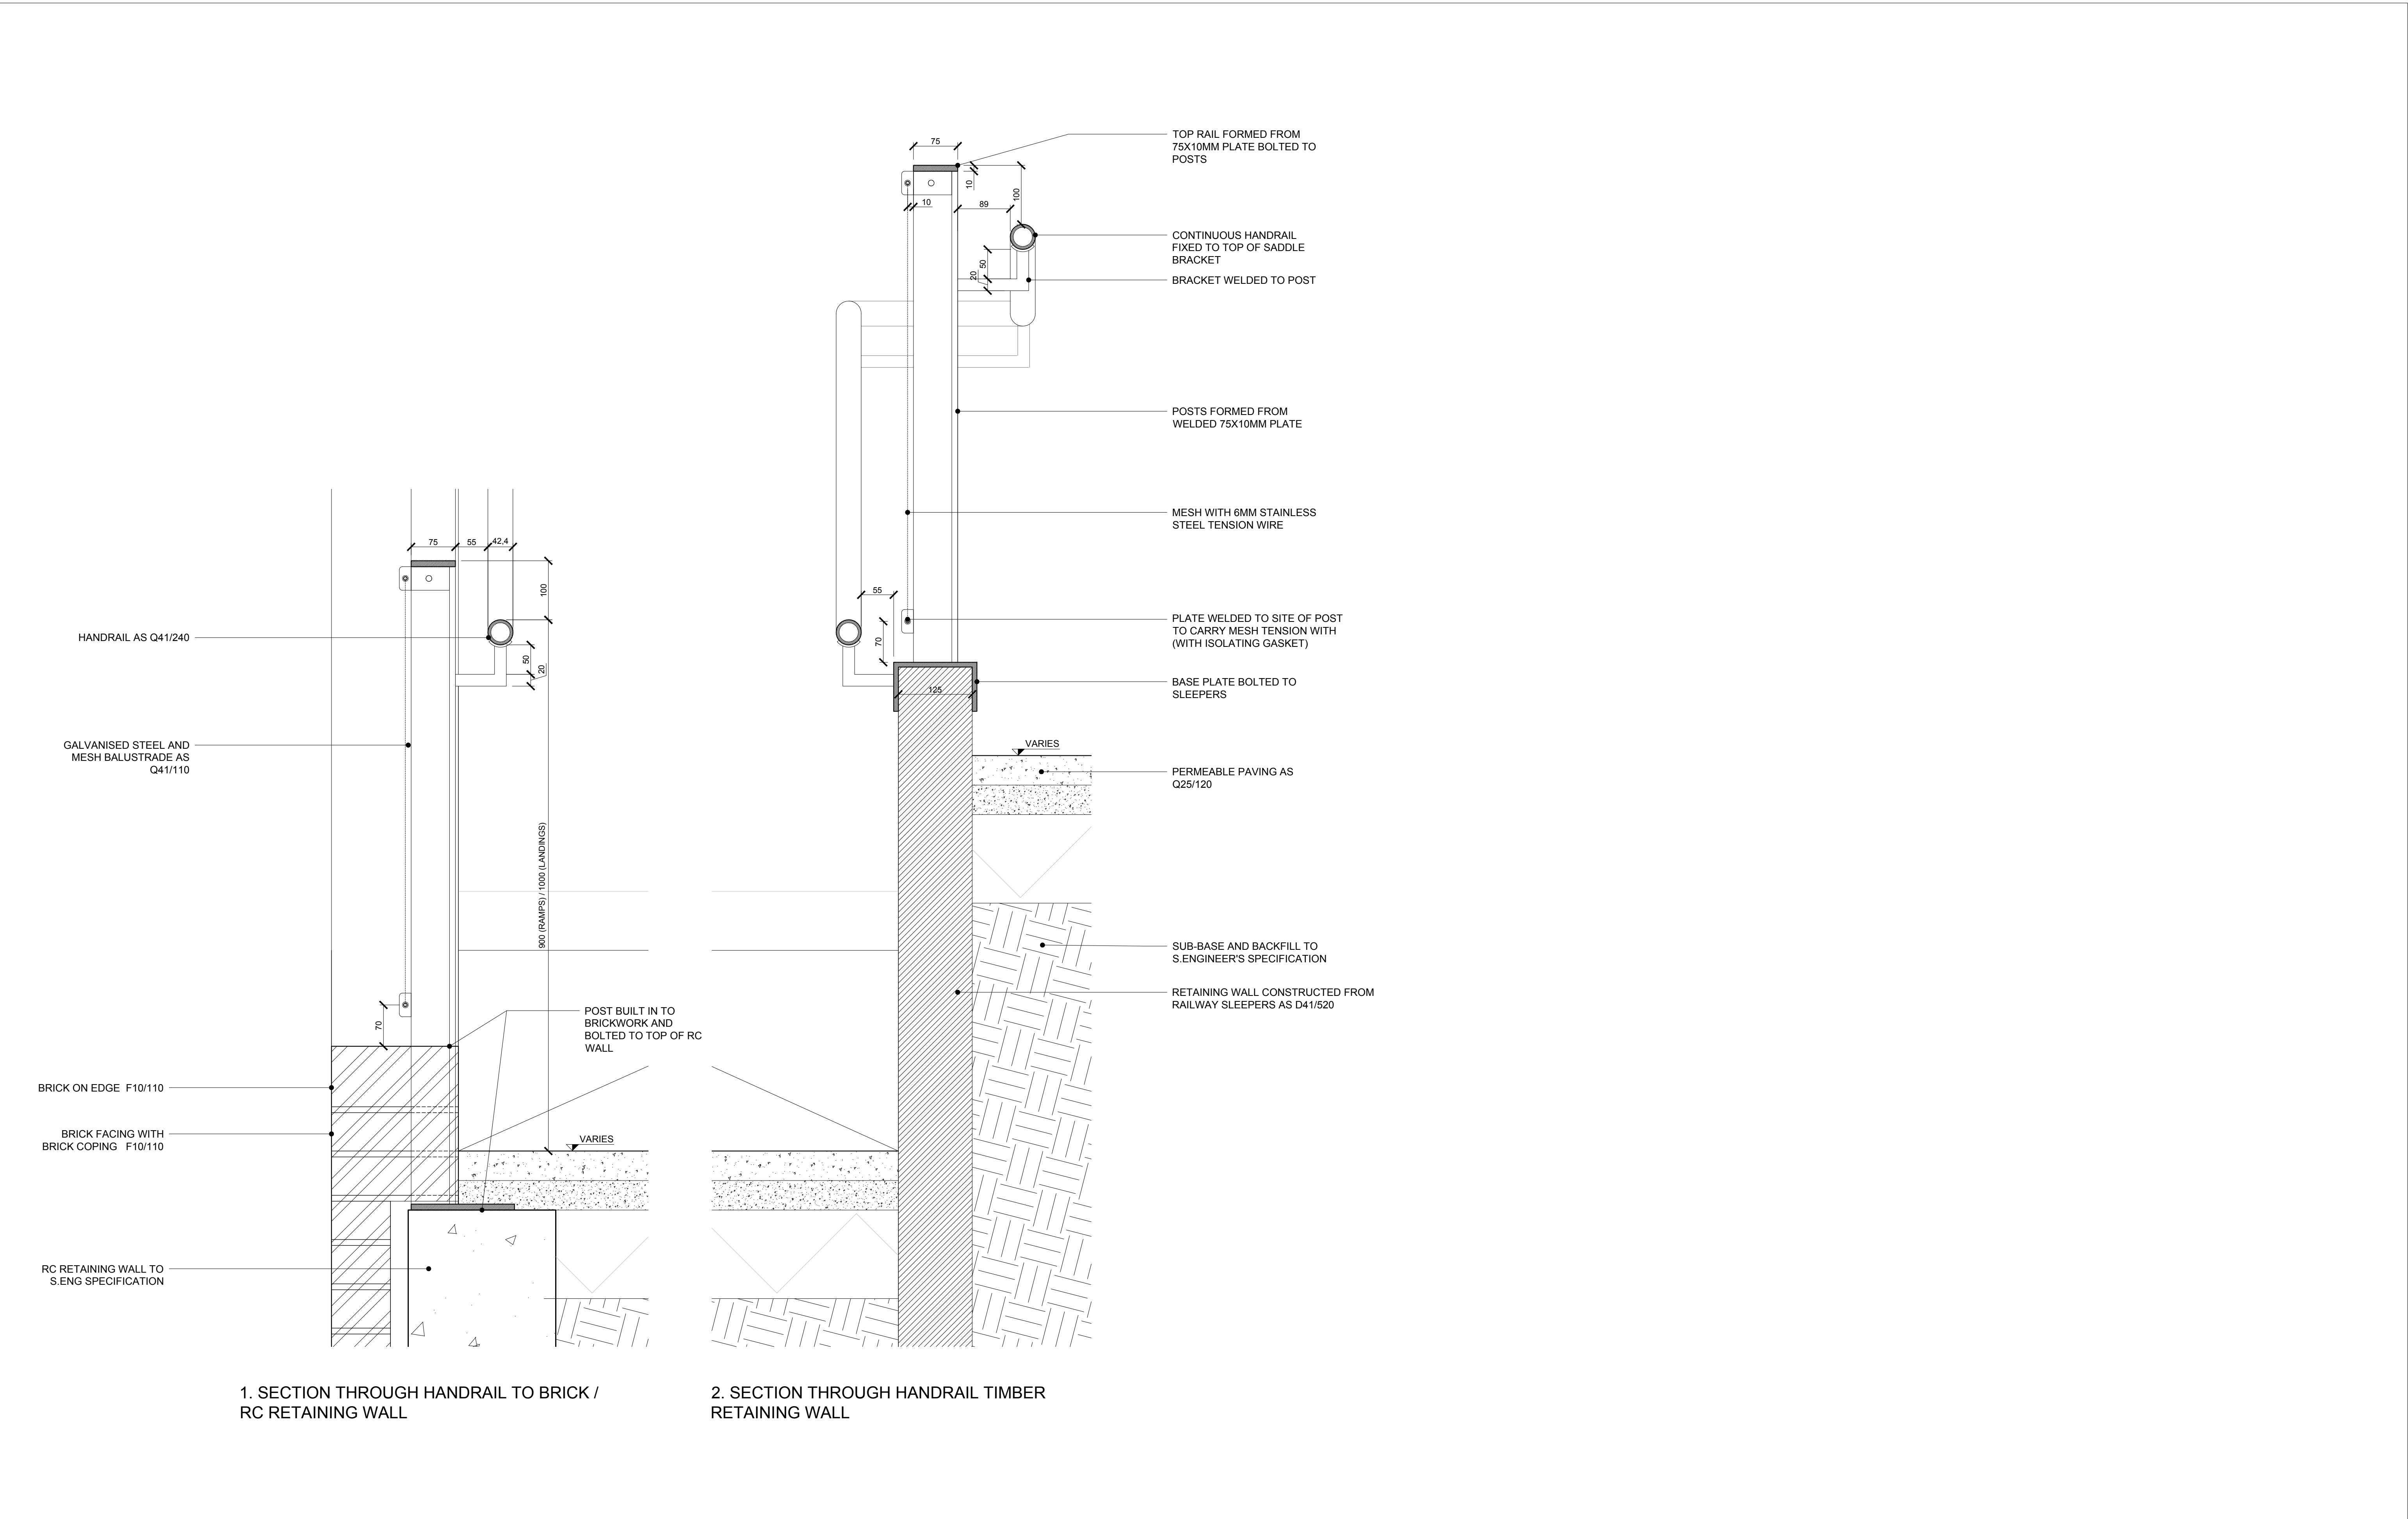 TOP RAIL FORMED FROM
75X10MM PLATE BOLTED TO
POSTS
75
10
100
10
89
CONTINUOUS HANDRAIL
FIXED TO TOP OF SADDLE
BRACKET
50
20
BRACKET WELDED TO POST
POSTS FORMED FROM
WELDED 75X10MM PLATE
MESH WITH 6MM STAINLESS
STEEL TENSION WIRE
75
55
42,4
100
55
PLATE WELDED TO SITE OF POST
TO CARRY MESH TENSION WITH
(WITH ISOLATING GASKET)
70
HANDRAIL AS Q41/240
50
20
BASE PLATE BOLTED TO
SLEEPERS
125
GALVANISED STEEL AND
MESH BALUSTRADE AS
Q41/110
VARIES
PERMEABLE PAVING AS
Q25/120
900 (RAMPS) / 1000 (LANDINGS)
SUB-BASE AND BACKFILL TO
S.ENGINEER'S SPECIFICATION
RETAINING WALL CONSTRUCTED FROM
RAILWAY SLEEPERS AS D41/520
70
POST BUILT IN TO
BRICKWORK AND
BOLTED TO TOP OF RC
WALL
BRICK ON EDGE F10/110
BRICK FACING WITH
BRICK COPING F10/110
VARIES
RC RETAINING WALL TO
S.ENG SPECIFICATION
1. SECTION THROUGH HANDRAIL TO BRICK /
RC RETAINING WALL
2. SECTION THROUGH HANDRAIL TIMBER
RETAINING WALL